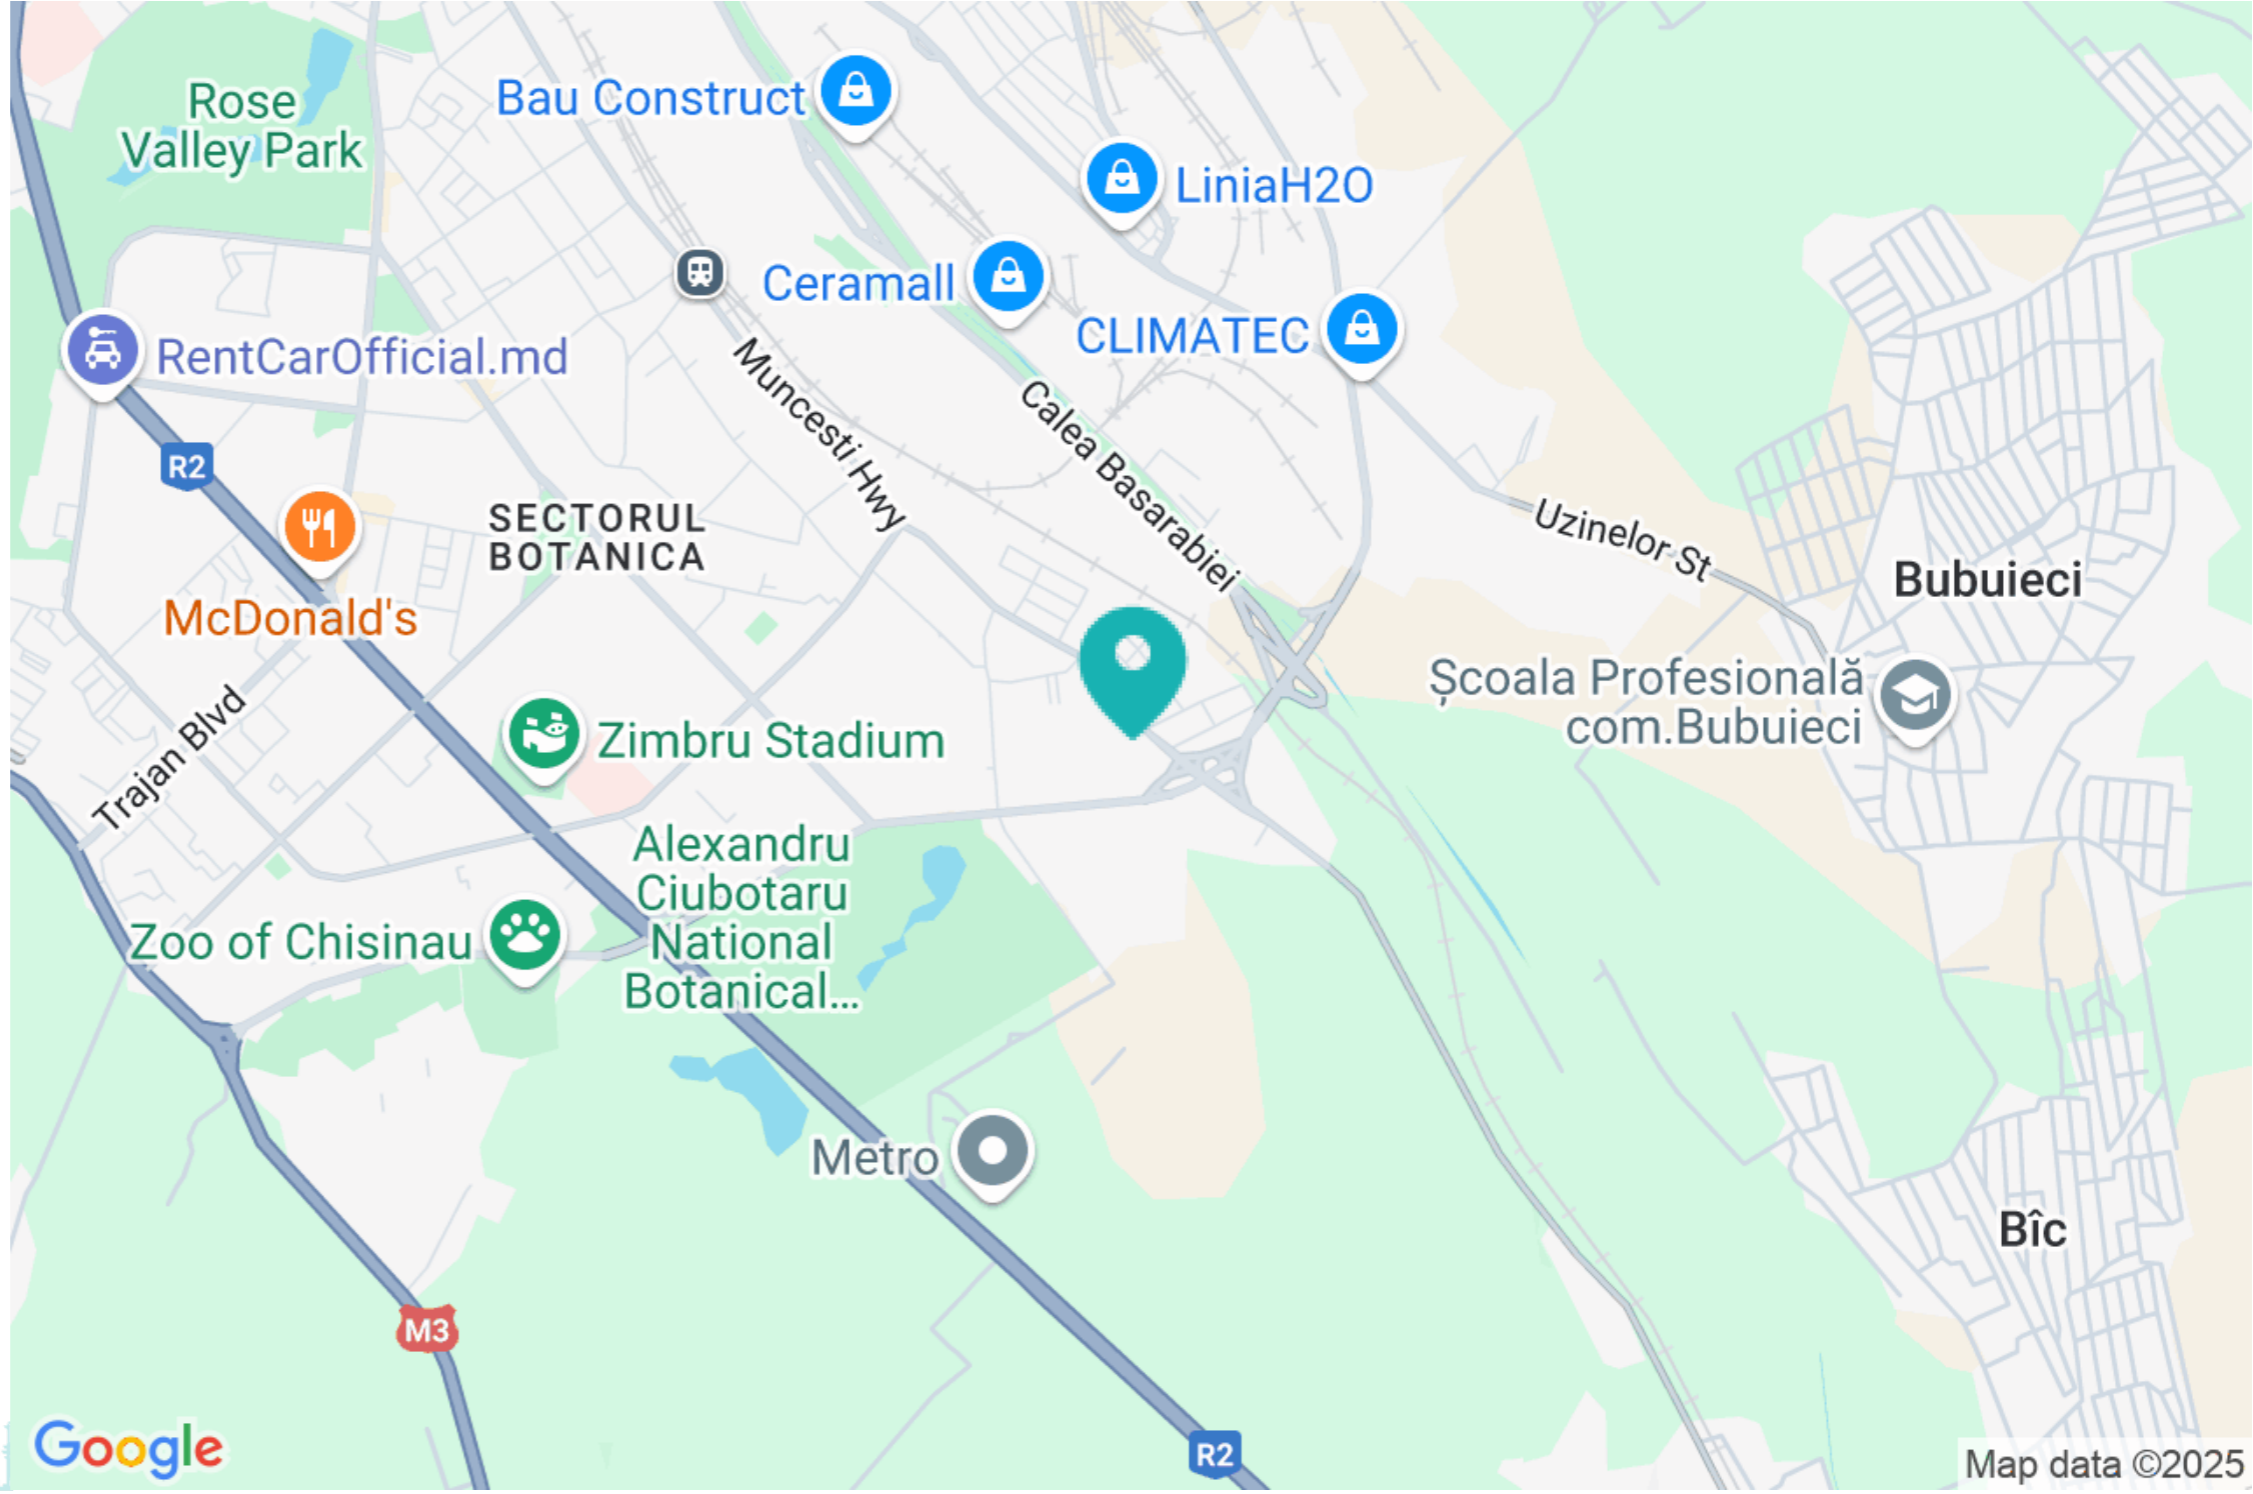 Rose
Valley Park
Bau Construct
LiniaH2O
Ceramall
CLIMATEC
RentCarOfficial.md
Muncesti Hwy
Calea Basarabiei
R2
SECTORUL
BOTANICA
Uzinelor St
Bubuieci
McDonald's
Școala Profesională
com.Bubuieci
Trajan Blvd
Zimbru Stadium
Alexandru
Ciubotaru
National
Botanical...
Zoo of Chisinau
Metro
Bîc
M3
R2
Google
Map data ©2025